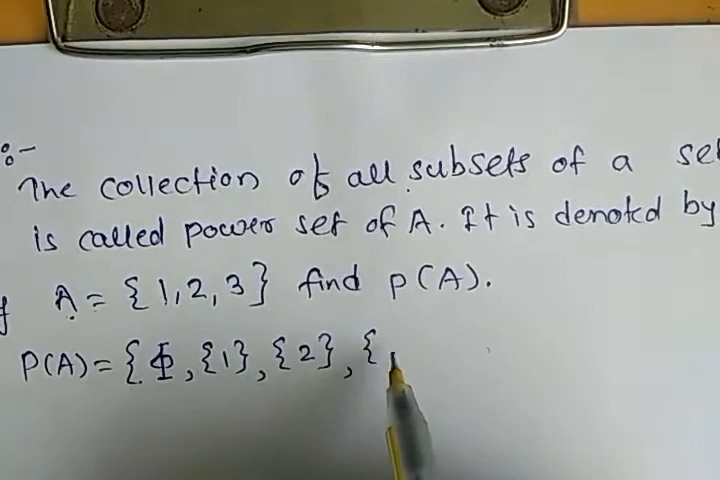 :-
The collection of all subsets of a set
is called power set of A. It is denoted by
A = {1,2,3} find p(A).
P(A) = {Φ, {1}, {2}, {